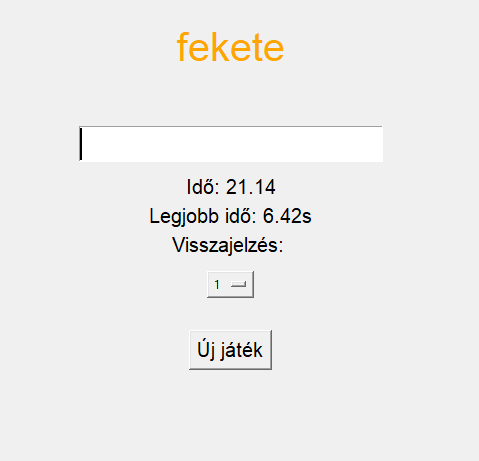 fekete
Idő: 21.14
Legjobb idő: 6.42s
Visszajelzés:
1
Új játék